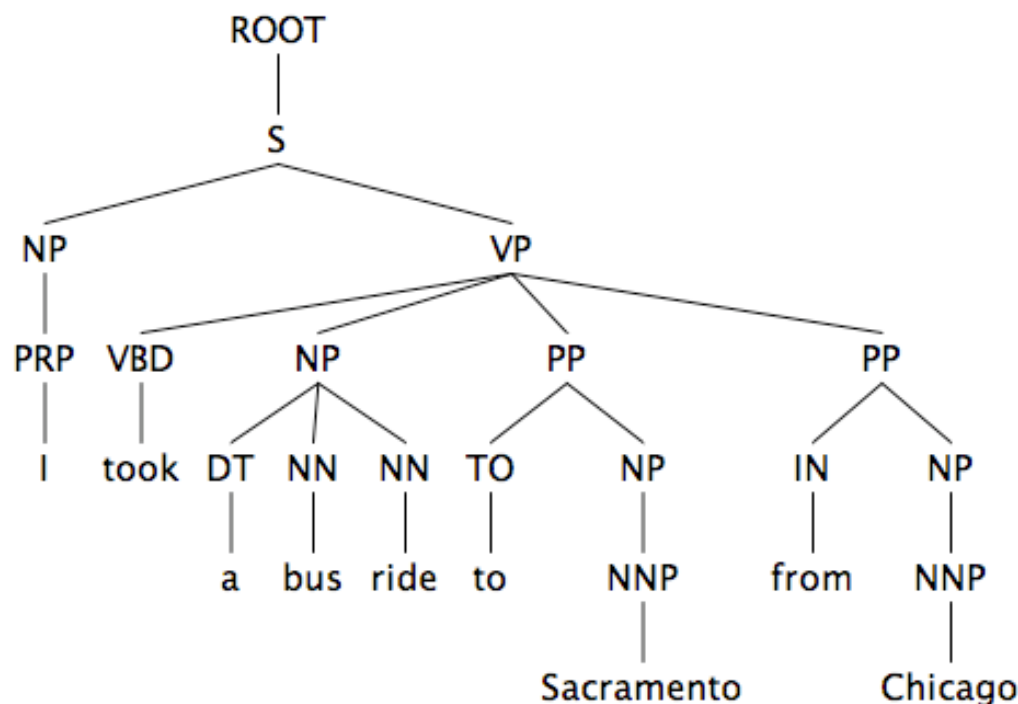 ROOT
S
NP VP
PRP VBD NP PP PP
I took DT NN NN TO NP IN NP
a bus ride to NNP from NNP
Sacramento Chicago